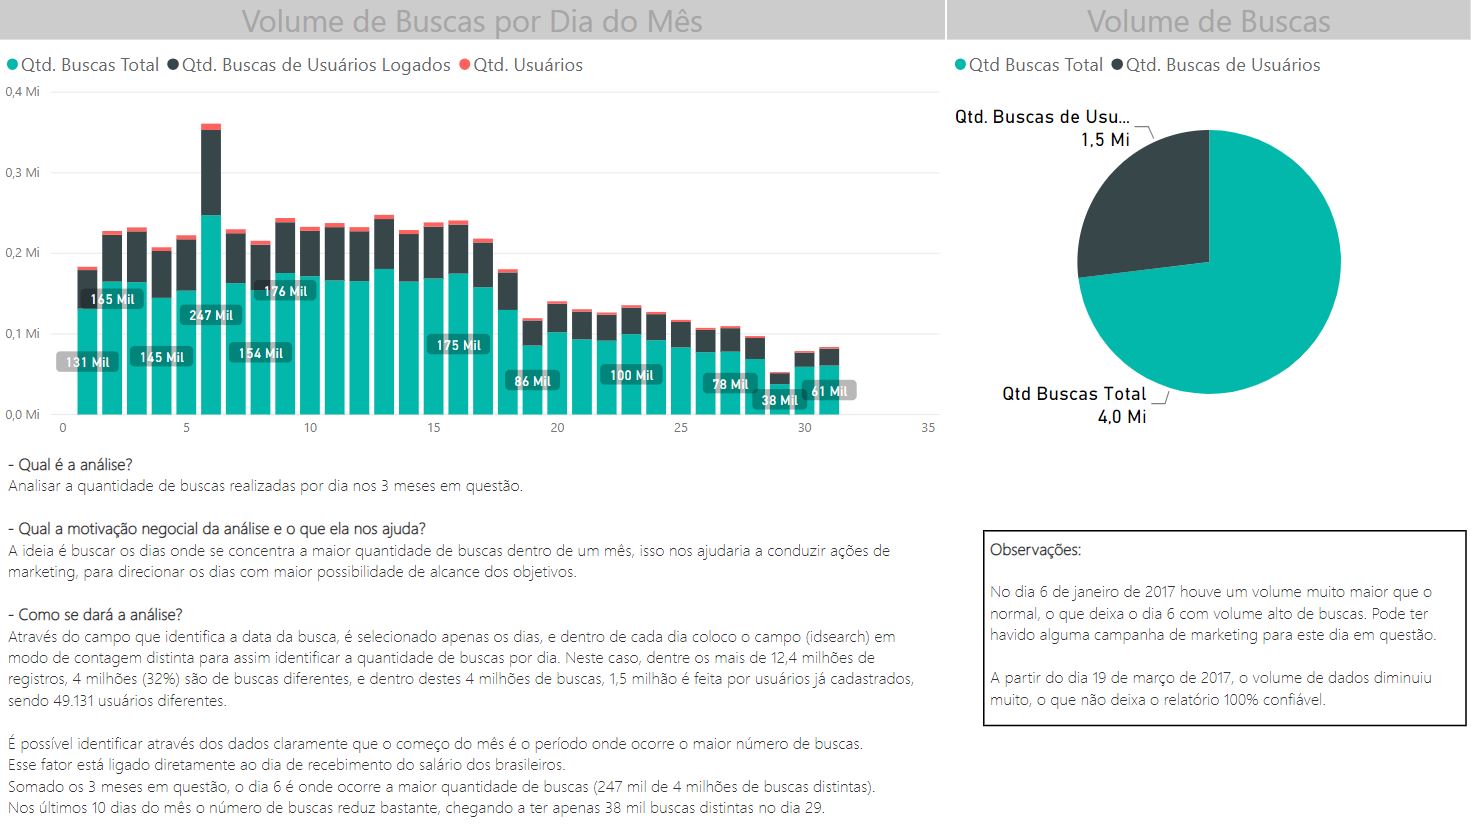 Volume de Buscas por Dia do Mês
Qtd. Buscas Total Qtd. Buscas de Usuários Logados Qtd. Usuários
0,4 Mi
0,3 Mi
0,2 Mi
0,1 Mi
0,0 Mi
131 Mil
165 Mil
145 Mil
247 Mil
154 Mil
176 Mil
175 Mil
86 Mil
100 Mil
78 Mil
38 Mil
61 Mil
0 5 10 15 20 25 30 35
Volume de Buscas
Qtd Buscas Total Qtd. Buscas de Usuários
Qtd. Buscas de Usu...
1,5 Mi
Qtd Buscas Total
4,0 Mi
- Qual é a análise?
Analisar a quantidade de buscas realizadas por dia nos 3 meses em questão.
- Qual a motivação negocial da análise e o que ela nos ajuda?
A ideia é buscar os dias onde se concentra a maior quantidade de buscas dentro de um mês, isso nos ajudaria a conduzir ações de
marketing, para direcionar os dias com maior possibilidade de alcance dos objetivos.
- Como se dará a análise?
Através do campo que identifica a data da busca, é selecionado apenas os dias, e dentro de cada dia coloco o campo (idsearch) em
modo de contagem distinta para assim identificar a quantidade de buscas por dia. Neste caso, dentre os mais de 12,4 milhões de
registros, 4 milhões (32%) são de buscas diferentes, e dentro destes 4 milhões de buscas, 1,5 milhão é feita por usuários já cadastrados,
sendo 49.131 usuários diferentes.
É possível identificar através dos dados claramente que o começo do mês é o período onde ocorre o maior número de buscas.
Esse fator está ligado diretamente ao dia de recebimento do salário dos brasileiros.
Somado os 3 meses em questão, o dia 6 é onde ocorre a maior quantidade de buscas (247 mil de 4 milhões de buscas distintas).
Nos últimos 10 dias do mês o número de buscas reduz bastante, chegando a ter apenas 38 mil buscas distintas no dia 29.
Observações:
No dia 6 de janeiro de 2017 houve um volume muito maior que o
normal, o que deixa o dia 6 com volume alto de buscas. Pode ter
havido alguma campanha de marketing para este dia em questão.
A partir do dia 19 de março de 2017, o volume de dados diminuiu
muito, o que não deixa o relatório 100% confiável.